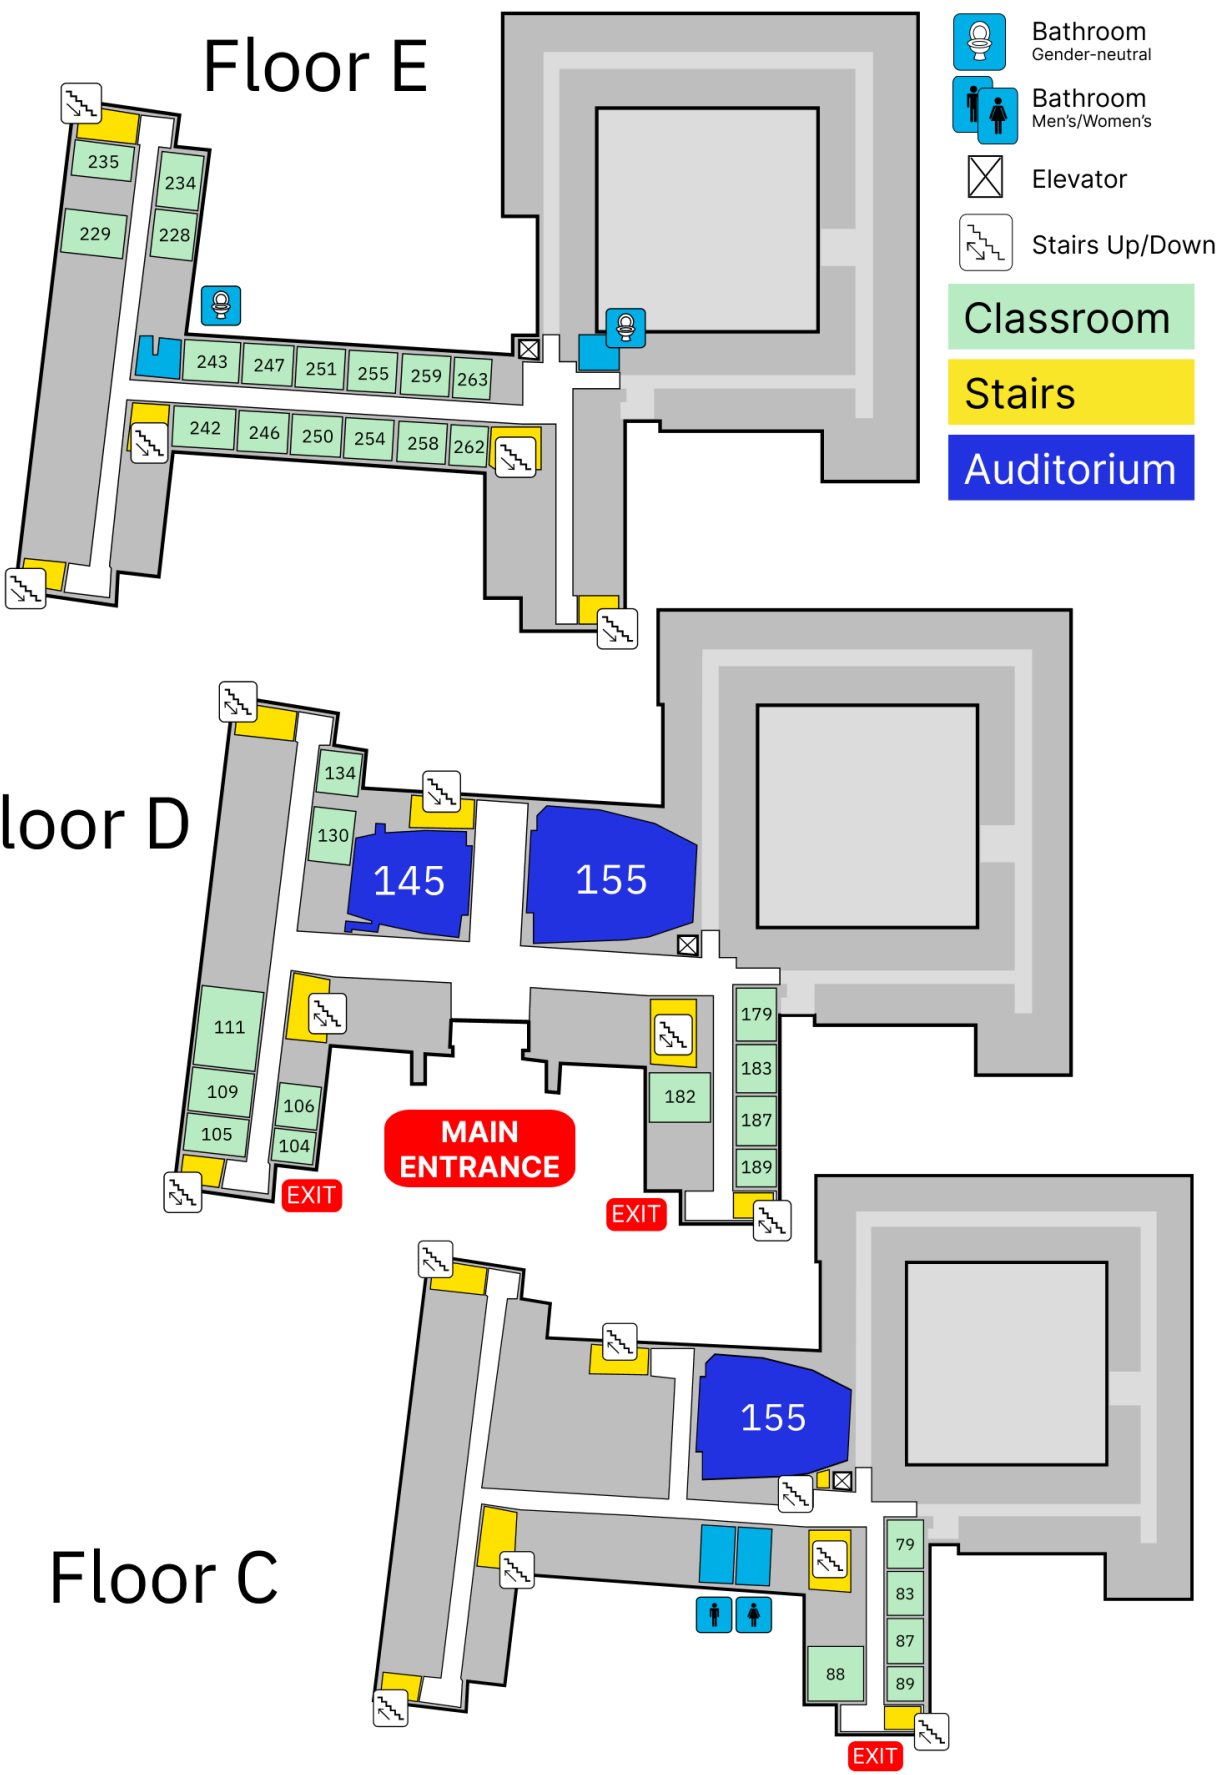 Floor E
Bathroom
Gender-neutral
Bathroom
Men's/Women's
Elevator
Stairs Up/Down
Classroom
Stairs
Auditorium
235
234
229
228
243
247
251
255
259
263
242
246
250
254
258
262
loor D
134
130
145
155
111
109
105
106
104
179
183
182
187
189
MAIN
ENTRANCE
EXIT
EXIT
Floor C
155
79
83
87
88
89
EXIT